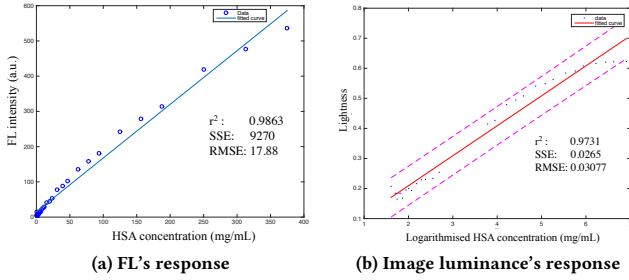 data
fitted curve
600
500
400
300
200
100
0
FL intensity (a.u.)
r² : 0.9863
SSE: 9270
RMSE: 17.88
0 50 100 150 200 250 300 350 400
HSA concentration (mg/mL)
(a) FL's response
data
fitted curve
0.8
0.7
0.6
0.5
0.4
0.3
0.2
0.1
Lightness
r² : 0.9731
SSE: 0.0265
RMSE: 0.03077
2 3 4 5 6 7
Logarithmised HSA concentration (mg/mL)
(b) Image luminance's response